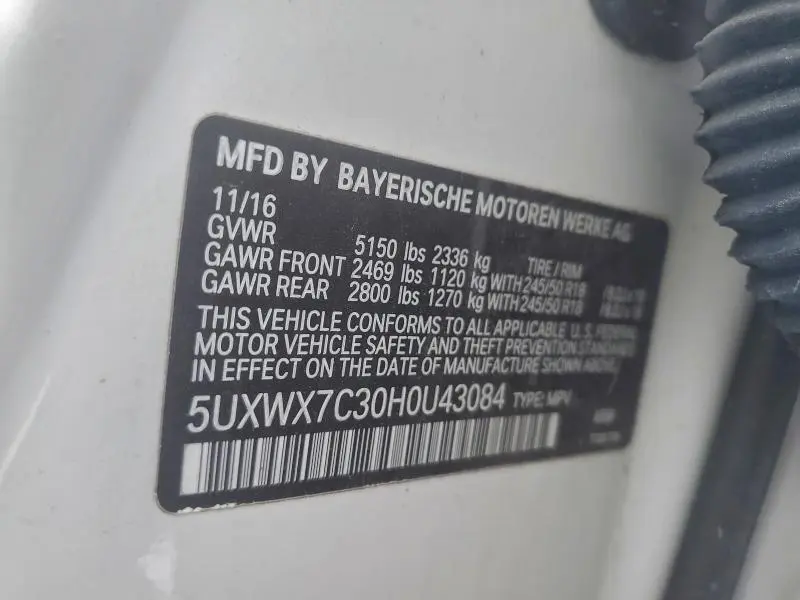 MFD BY BAYERISCHE MOTOREN WERKE AG
11/16
GVWR 5150 lbs 2336 kg TIRE / RIM
GAWR FRONT 2469 lbs 1120 kg WITH 245/50 R18
GAWR REAR 2800 lbs 1270 kg WITH 245/50 R18
THIS VEHICLE CONFORMS TO ALL APPLICABLE U.S. FEDERAL
MOTOR VEHICLE SAFETY AND THEFT PREVENTION STANDARDS
IN EFFECT ON THE DATE OF MANUFACTURE SHOWN ABOVE.
5UXWX7C30H0U43084 TYPE: MPV